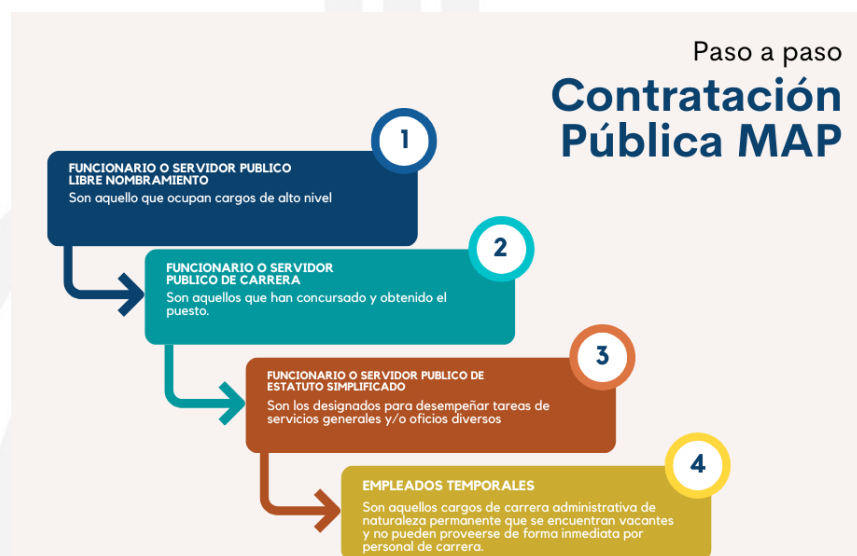 Paso a paso
Contratación
Pública MAP
1
FUNCIONARIO O SERVIDOR PUBLICO
LIBRE NOMBRAMIENTO
Son aquello que ocupan cargos de alto nivel
2
FUNCIONARIO O SERVIDOR
PUBLICO DE CARRERA
Son aquellos que han concursado y obtenido el
puesto.
3
FUNCIONARIO O SERVIDOR PUBLICO DE
ESTATUTO SIMPLIFICADO
Son los designados para desempeñar tareas de
servicios generales y/o oficios diversos
4
EMPLEADOS TEMPORALES
Son aquellos cargos de carrera administrativa de
naturaleza permanente que se encuentran vacantes
y no pueden proveerse de forma inmediata por
personal de carrera.